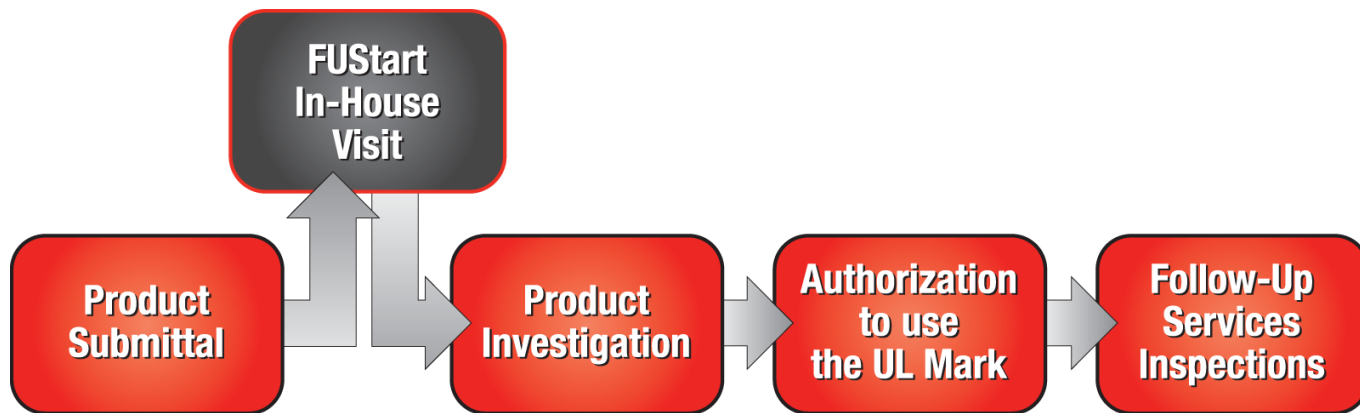 FUStart
In-House
Visit
Product
Submittal
Product
Investigation
Authorization
to use
the UL Mark
Follow-Up
Services
Inspections